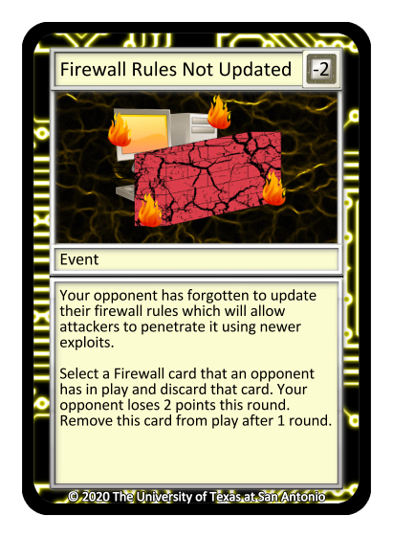 Firewall Rules Not Updated
-2
Event
Your opponent has forgotten to update
their firewall rules which will allow
attackers to penetrate it using newer
exploits.
Select a Firewall card that an opponent
has in play and discard that card. Your
opponent loses 2 points this round.
Remove this card from play after 1 round.
© 2020 The University of Texas at San Antonio